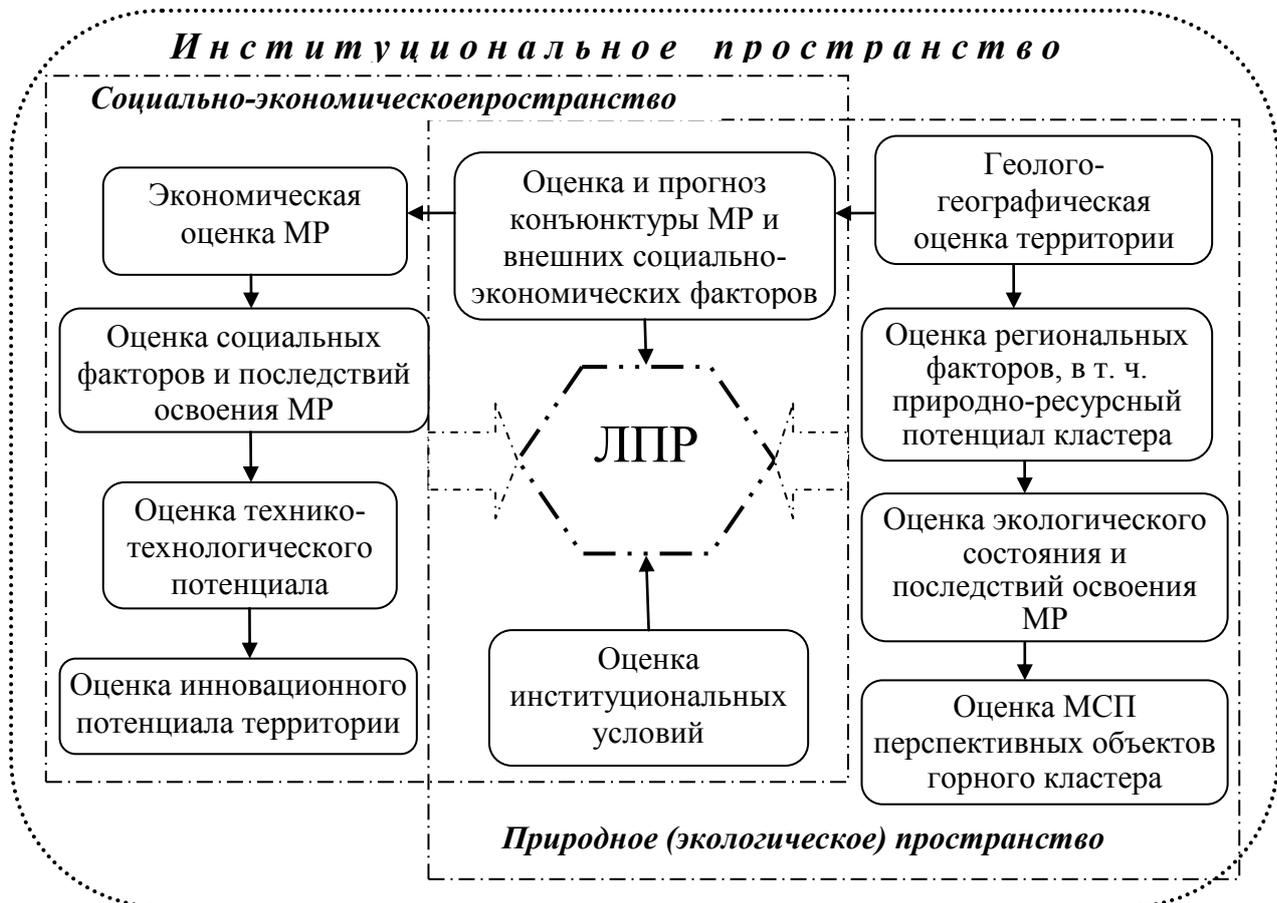 Институциональное пространство
Социально-экономическоепространство
Экономическая
оценка МР
Оценка социальных
факторов и последствий
освоения МР
Оценка технико-
технологического
потенциала
Оценка инновационного
потенциала территории
Оценка и прогноз
конъюнктуры МР и
внешних социально-
экономических факторов
ЛПР
Оценка
институциональных
условий
Геолого-
географическая
оценка территории
Оценка региональных
факторов, в т. ч.
природно-ресурсный
потенциал кластера
Оценка экологического
состояния и
последствий освоения
МР
Оценка МСП
перспективных объектов
горного кластера
Природное (экологическое) пространство